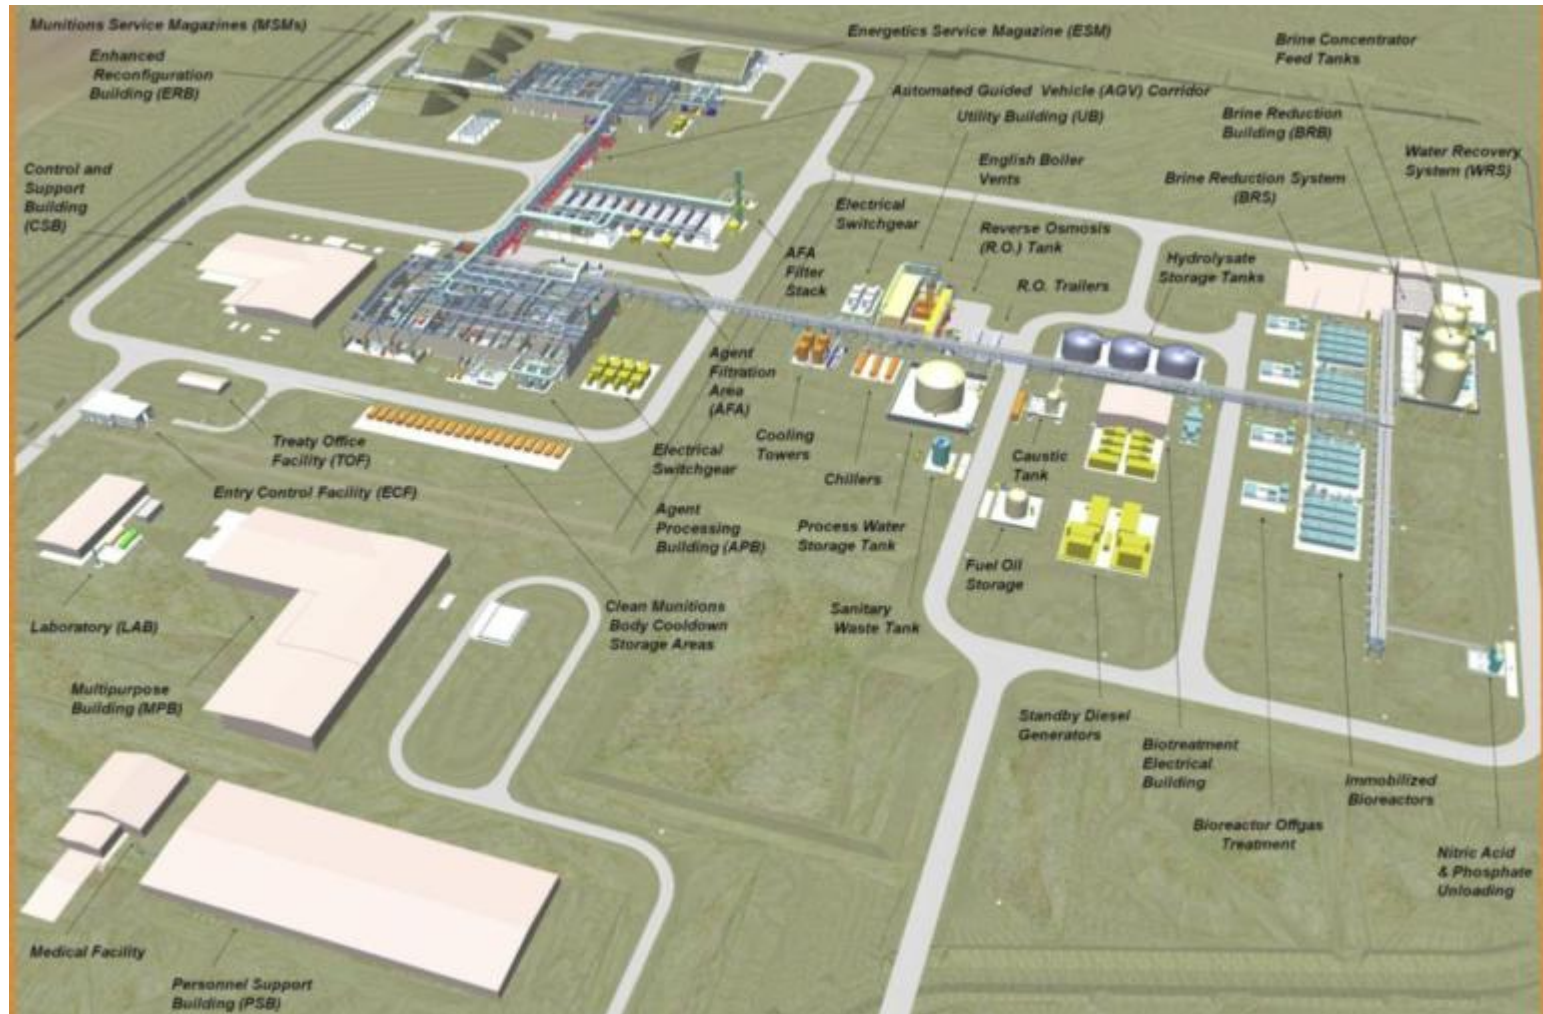 Munitions Service Magazines (MSMs)
Enhanced
Reconfiguration
Building (ERB)
Energetics Service Magazine (ESM)
Automated Guided Vehicle (AGV) Corridor
Utility Building (UB)
Brine Concentrator
Feed Tanks
Brine Reduction
Building (BRB)
Water Recovery
System (WRS)
Brine Reduction System
(BRS)
English Boiler
Vents
Electrical
Switchgear
Reverse Osmosis
(R.O.) Tank
R.O. Trailers
Hydrolysate
Storage Tanks
Control and
Support
Building
(CSB)
AFA
Filter
Stack
Agent
Filtration
Area
(AFA)
Treaty Office
Facility (TOF)
Entry Control Facility (ECF)
Electrical
Switchgear
Cooling
Towers
Chillers
Caustic
Tank
Agent
Processing
Building (APB)
Process Water
Storage Tank
Fuel Oil
Storage
Laboratory (LAB)
Clean Munitions
Body Cooldown
Storage Areas
Sanitary
Waste Tank
Multipurpose
Building (MPB)
Standby Diesel
Generators
Biotreatment
Electrical
Building
Immobilized
Bioreactors
Bioreactor Offgas
Treatment
Nitric Acid
& Phosphate
Unloading
Medical Facility
Personnel Support
Building (PSB)